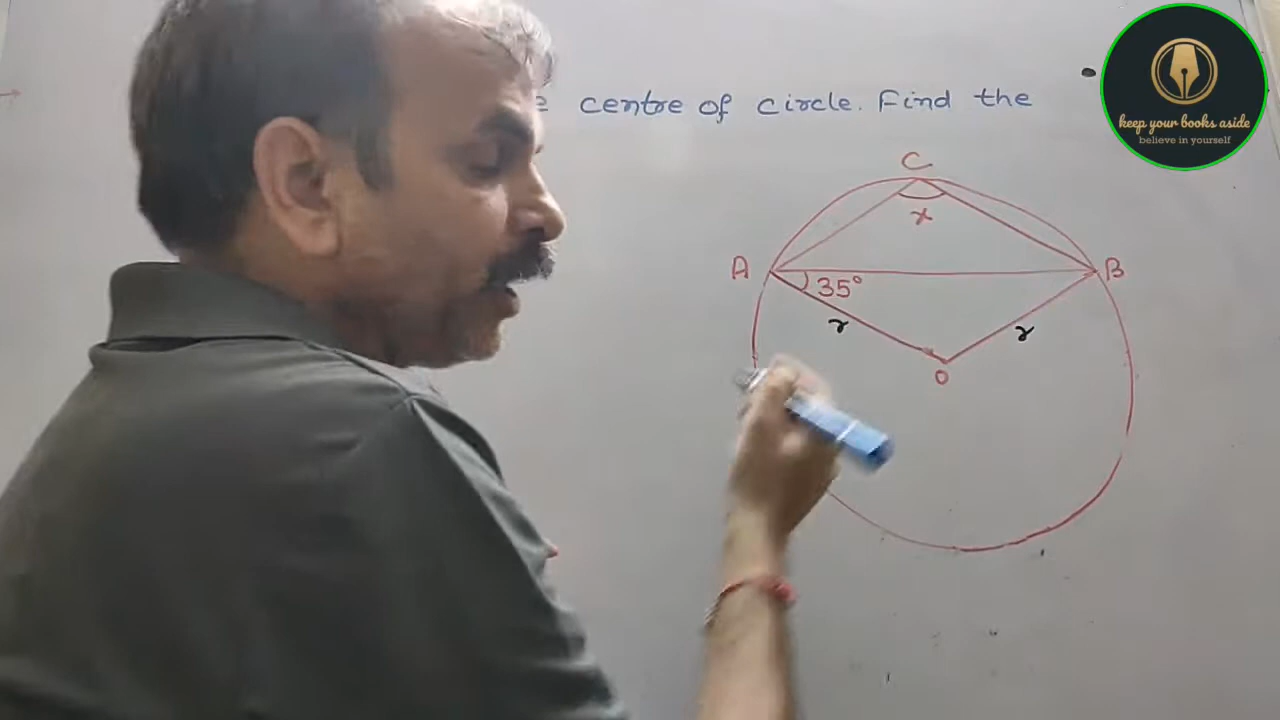 centre of circle. Find the
keep your books aside
believe in yourself
C
x
A
B
35°
r
r
O